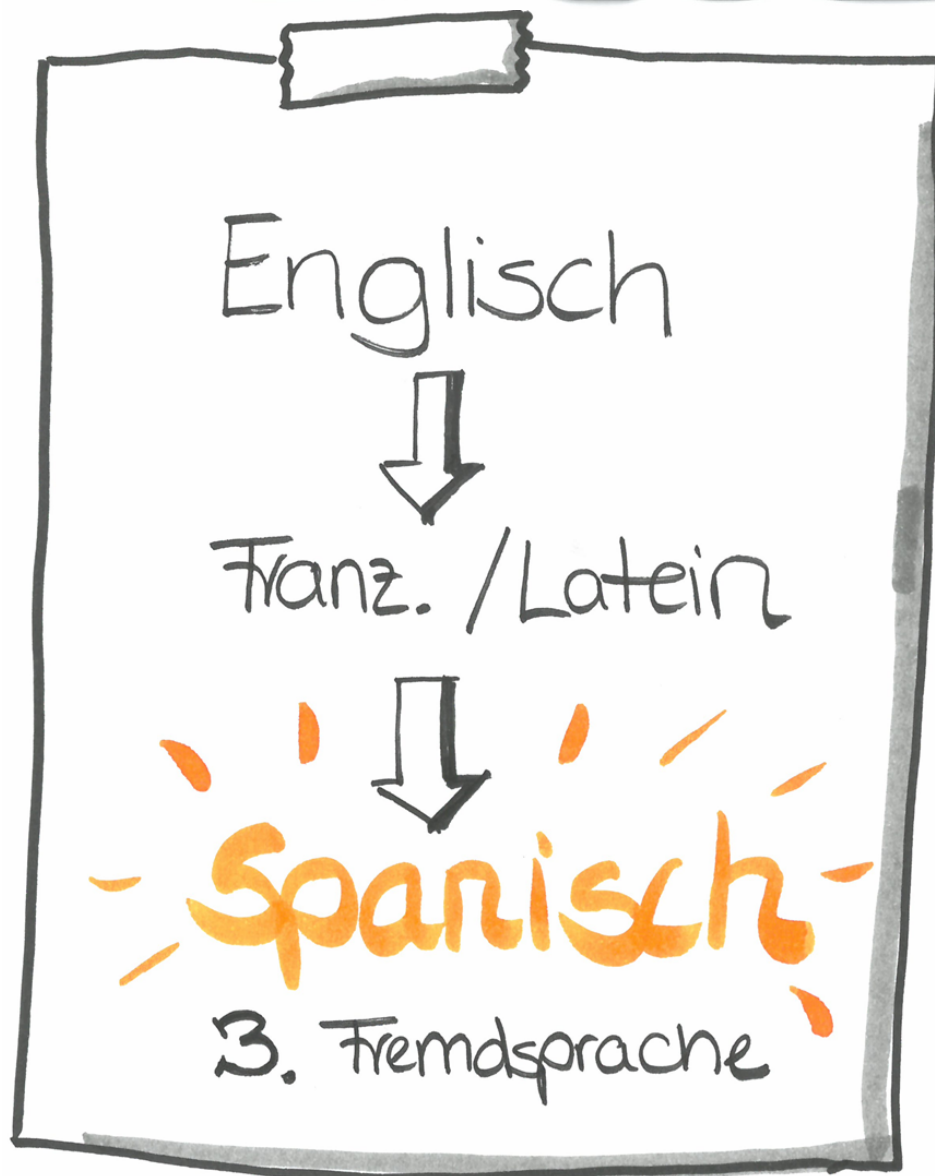 Englisch
Franz. / Latein
Spanisch
3. Fremdsprache